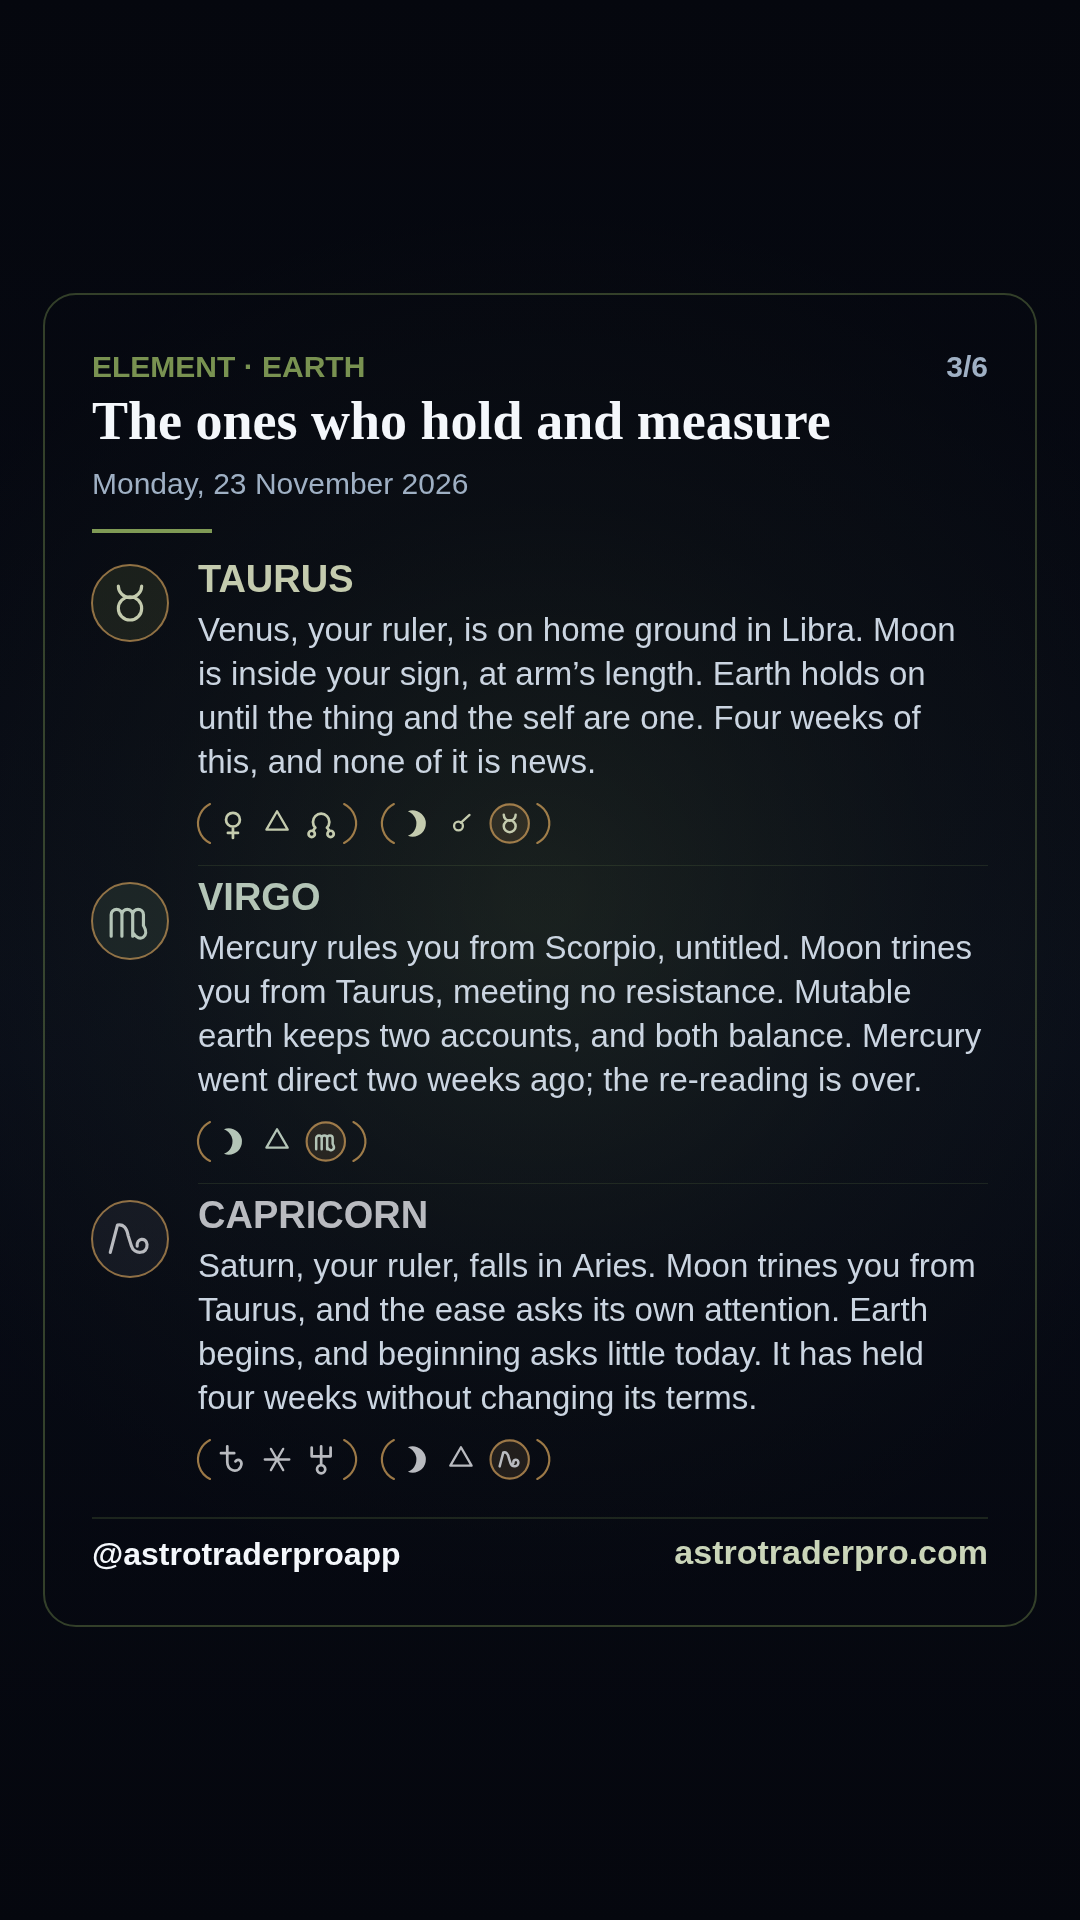 ELEMENT · EARTH
3/6
The ones who hold and measure
Monday, 23 November 2026
TAURUS
Venus, your ruler, is on home ground in Libra. Moon
is inside your sign, at arm’s length. Earth holds on
until the thing and the self are one. Four weeks of
this, and none of it is news.
VIRGO
Mercury rules you from Scorpio, untitled. Moon trines
you from Taurus, meeting no resistance. Mutable
earth keeps two accounts, and both balance. Mercury
went direct two weeks ago; the re-reading is over.
CAPRICORN
Saturn, your ruler, falls in Aries. Moon trines you from
Taurus, and the ease asks its own attention. Earth
begins, and beginning asks little today. It has held
four weeks without changing its terms.
@astrotraderproapp
astrotraderpro.com